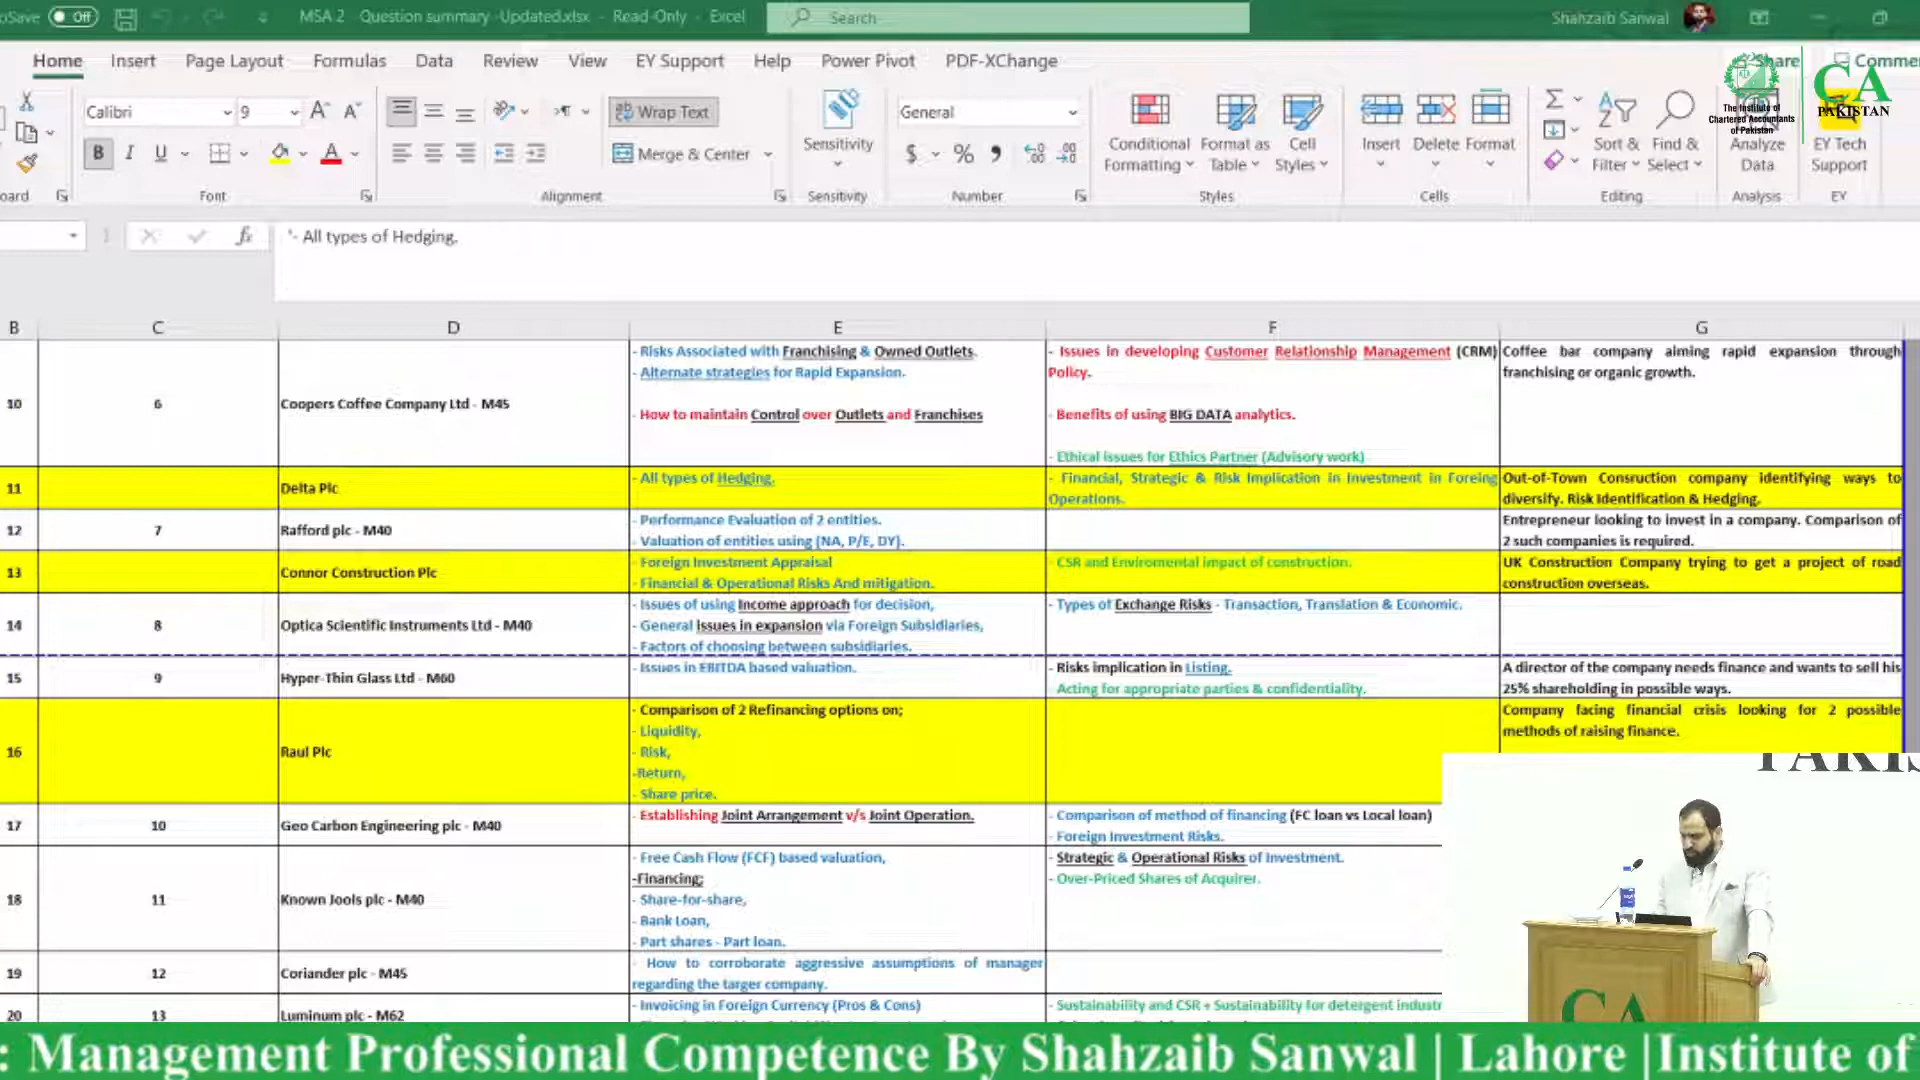 oSave Off MSA 2 Question summary -Updated.xlsx - Read-Only - Excel Search Shahzaib Sanwal
Home Insert Page Layout Formulas Data Review View EY Support Help Power Pivot PDF-XChange Share Comme
Calibri 9 A A Wrap Text General
B I U A Merge & Center $ % 9
Sensitivity Conditional Formatting Format as Table Cell Styles Insert Delete Format Sort & Filter Find & Select Analyze Data EY Tech Support
oard Font Alignment Sensitivity Number Styles Cells Editing Analysis EY
The Institute of
Chartered Accountants
of Pakistan
CA
PAKISTAN
fx '- All types of Hedging.
B C D E F G
10 6 Coopers Coffee Company Ltd - M45
- Risks Associated with Franchising & Owned Outlets.
- Alternate strategies for Rapid Expansion.
- How to maintain Control over Outlets and Franchises
- Issues in developing Customer Relationship Management (CRM)
Policy.
- Benefits of using BIG DATA analytics.
- Ethical issues for Ethics Partner (Advisory work)
Coffee bar company aiming rapid expansion through
franchising or organic growth.
11 Delta Plc
- All types of Hedging.
- Financial, Strategic & Risk Implication in Investment in Foreing
Operations.
Out-of-Town Consruction company identifying ways to
diversify. Risk Identification & Hedging.
12 7 Rafford plc - M40
- Performance Evaluation of 2 entities.
- Valuation of entities using (NA, P/E, DY).
Entrepreneur looking to invest in a company. Comparison of
2 such companies is required.
13 Connor Construction Plc
- Foreign Investment Appraisal
- Financial & Operational Risks And mitigation.
- CSR and Enviromental impact of construction.
UK Construction Company trying to get a project of road
construction overseas.
14 8 Optica Scientific Instruments Ltd - M40
- Issues of using Income approach for decision,
- General issues in expansion via Foreign Subsidiaries,
- Factors of choosing between subsidiaries.
- Types of Exchange Risks - Transaction, Translation & Economic.
15 9 Hyper-Thin Glass Ltd - M60
- Issues in EBITDA based valuation.
- Risks implication in Listing.
Acting for appropriate parties & confidentiality.
A director of the company needs finance and wants to sell his
25% shareholding in possible ways.
16 Raul Plc
- Comparison of 2 Refinancing options on;
- Liquidity,
- Risk,
-Return,
- Share price.
Company facing financial crisis looking for 2 possible
methods of raising finance.
17 10 Geo Carbon Engineering plc - M40
- Establishing Joint Arrangement v/s Joint Operation.
- Comparison of method of financing (FC loan vs Local loan)
- Foreign Investment Risks.
18 11 Known Jools plc - M40
- Free Cash Flow (FCF) based valuation,
-Financing;
- Share-for-share,
- Bank Loan,
- Part shares - Part loan.
- Strategic & Operational Risks of Investment.
- Over-Priced Shares of Acquirer.
19 12 Coriander plc - M45
- How to corroborate aggressive assumptions of manager
regarding the targer company.
20 13 Luminum plc - M62
- Invoicing in Foreign Currency (Pros & Cons)
- Sustainability and CSR + Sustainability for detergent industr
CA
: Management Professional Competence By Shahzaib Sanwal | Lahore |Institute of